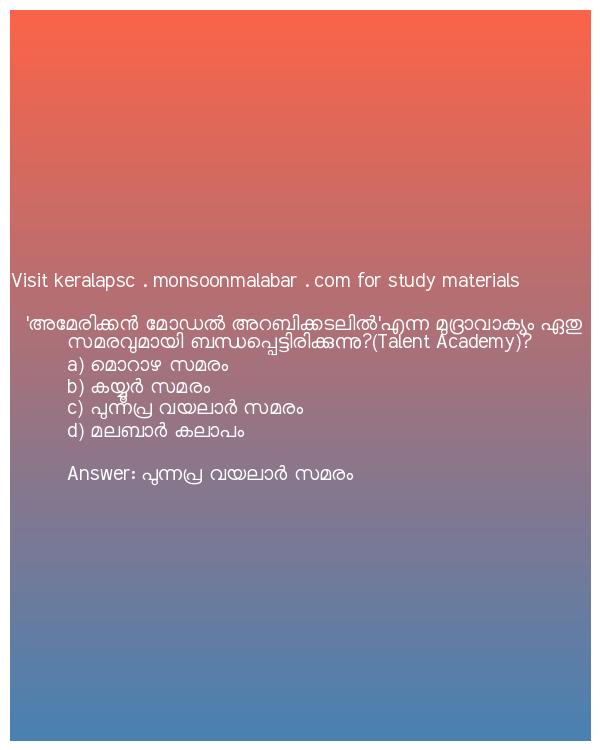 Visit keralapsc . monsoonmalabar . com for study materials
'അമേരിക്കൻ മോഡൽ അറബിക്കടലിൽ'എന്ന മുദ്രാവാക്യം ഏതു
സമരവുമായി ബന്ധപ്പെട്ടിരിക്കുന്നു?(Talent Academy)?
a) മൊറാഴ സമരം
b) കയ്യൂർ സമരം
c) പുന്നപ്ര വയലാർ സമരം
d) മലബാർ കലാപം
Answer: പുന്നപ്ര വയലാർ സമരം